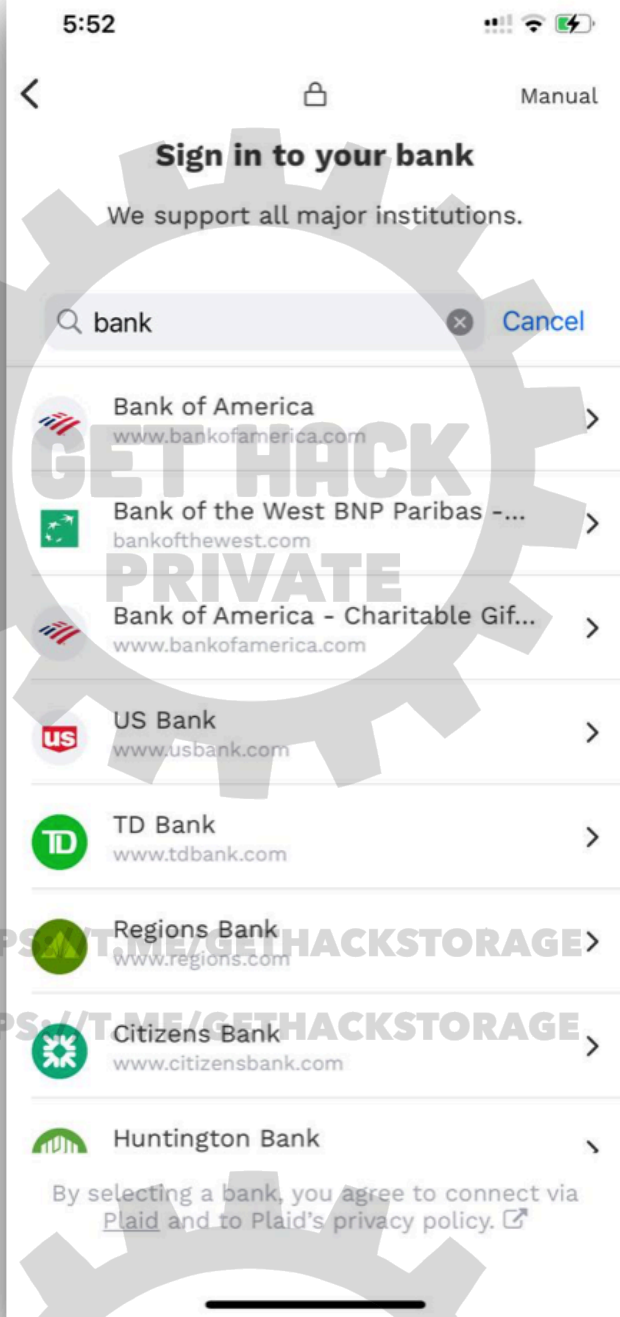 5:52
Manual
Sign in to your bank
We support all major institutions.
bank
Cancel
Bank of America
www.bankofamerica.com
GET HACK
Bank of the West BNP Paribas -...
bankofthewest.com
PRIVATE
Bank of America - Charitable Gif...
www.bankofamerica.com
us
US Bank
www.usbank.com
TD
TD Bank
www.tdbank.com
Regions Bank
PS://T.ME/GETHACKSTORAGE
www.regions.com
PS://T.ME/GETHACKSTORAGE
Citizens Bank
www.citizensbank.com
Huntington Bank
By selecting a bank, you agree to connect via
Plaid and to Plaid's privacy policy.